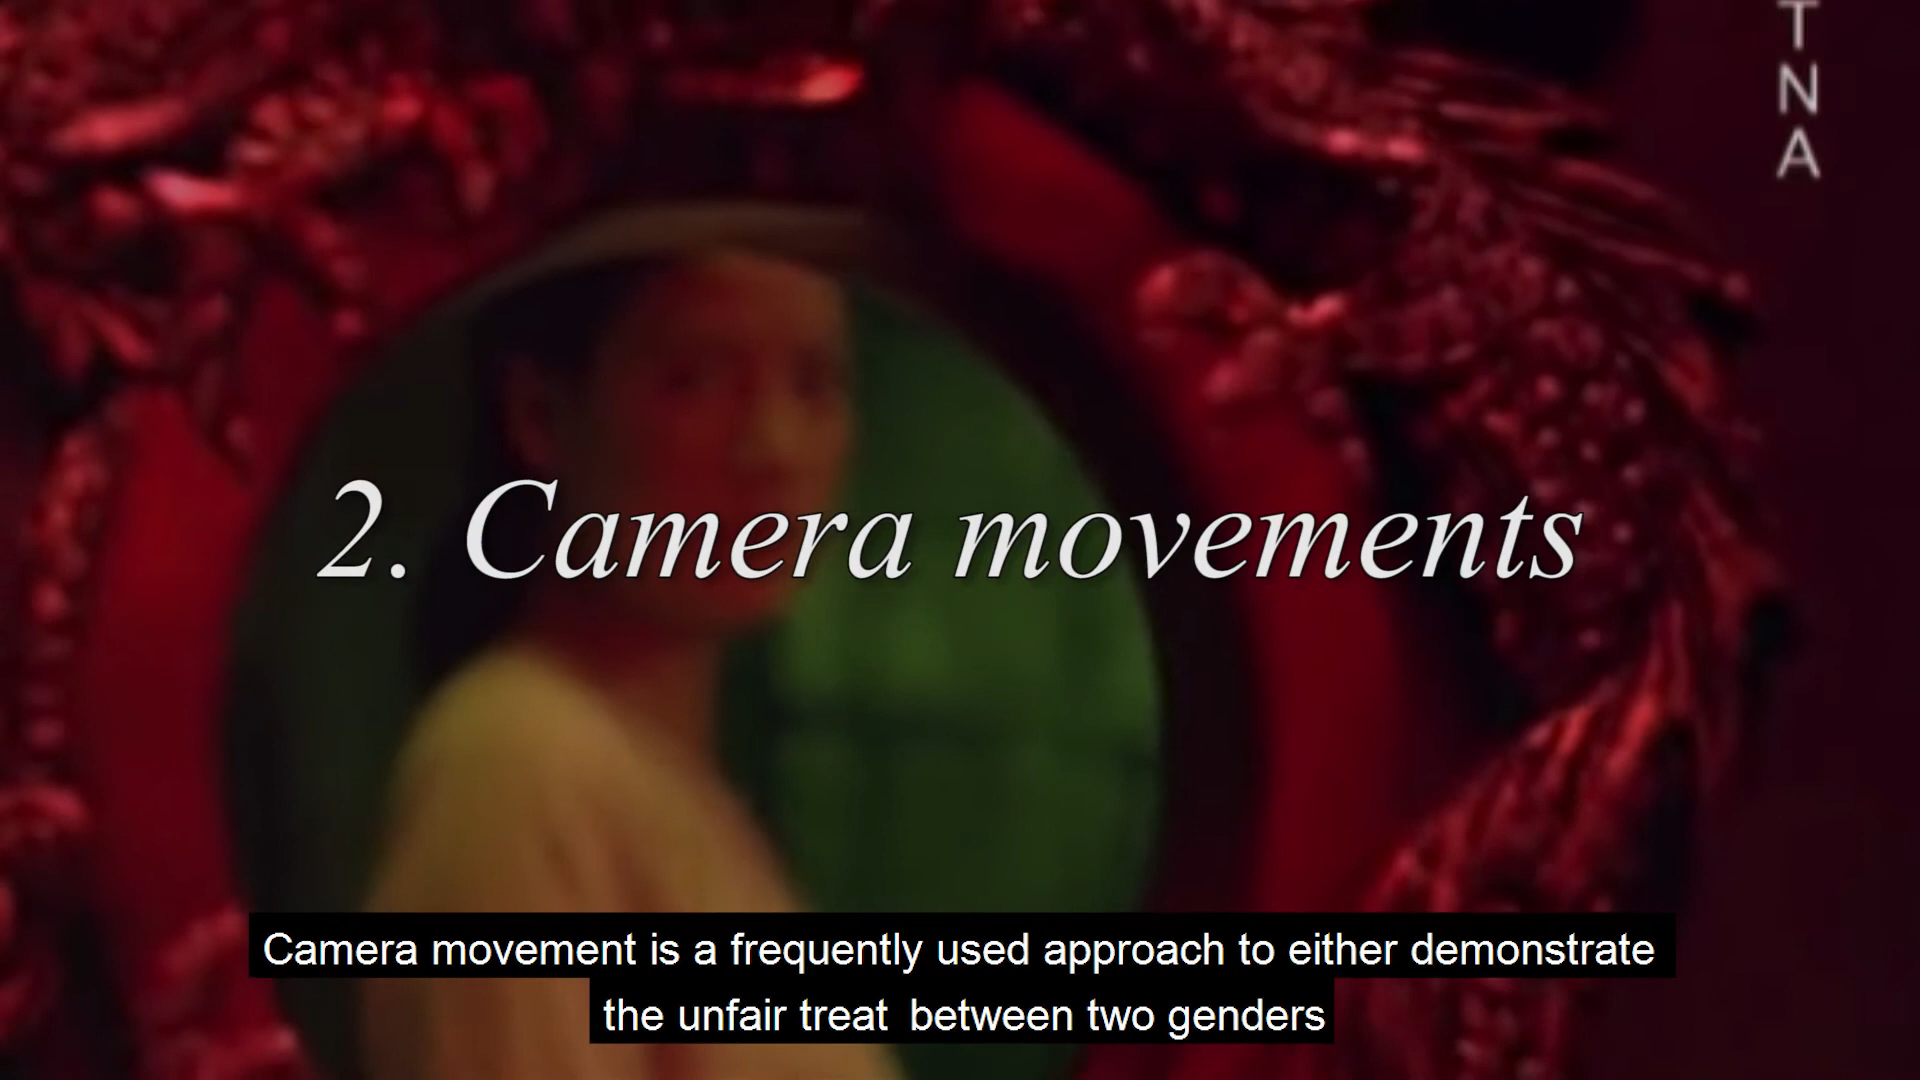 T
N
A
2. Camera movements
Camera movement is a frequently used approach to either demonstrate
the unfair treat between two genders